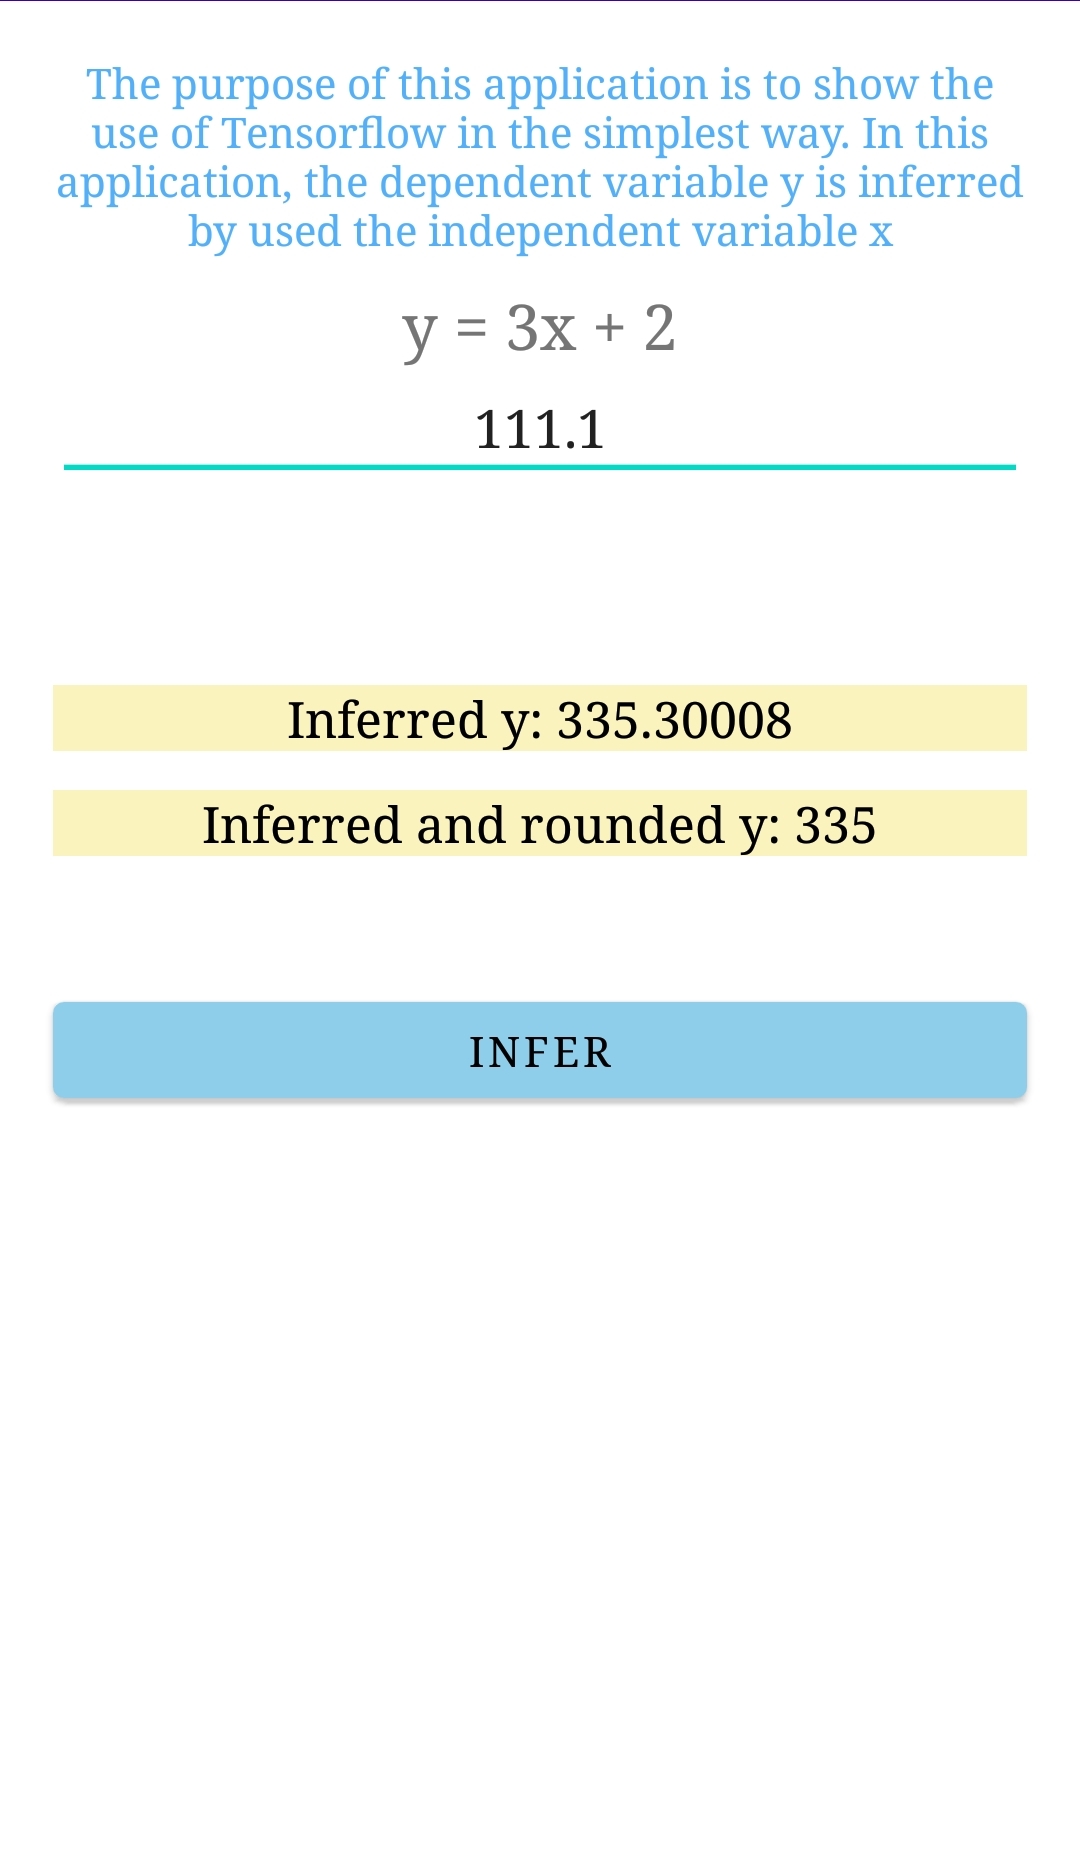 The purpose of this application is to show the
use of Tensorflow in the simplest way. In this
application, the dependent variable y is inferred
by used the independent variable x
y = 3x + 2
111.1
Inferred y: 335.30008
Inferred and rounded y: 335
INFER